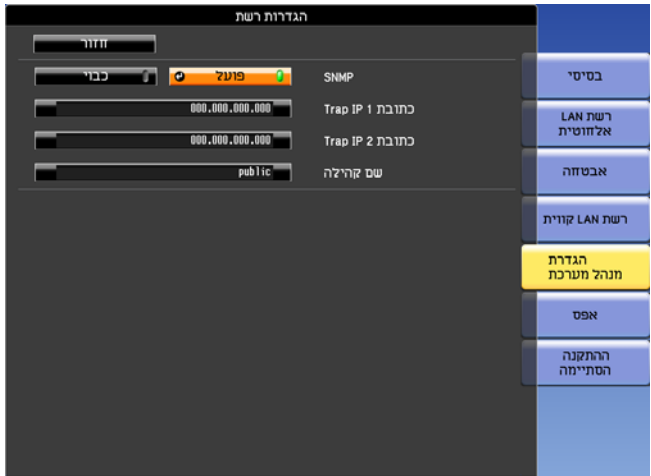 הגדרות רשת
חזור
SNMP פועל כבוי
כתובת Trap IP 1 000.000.000.000
כתובת Trap IP 2 000.000.000.000
שם קהילה public
בסיסי
רשת LAN
אלחוטית
אבטחה
רשת LAN קווית
הגדרת
מנהל מערכת
אפס
ההתקנה
הסתיימה